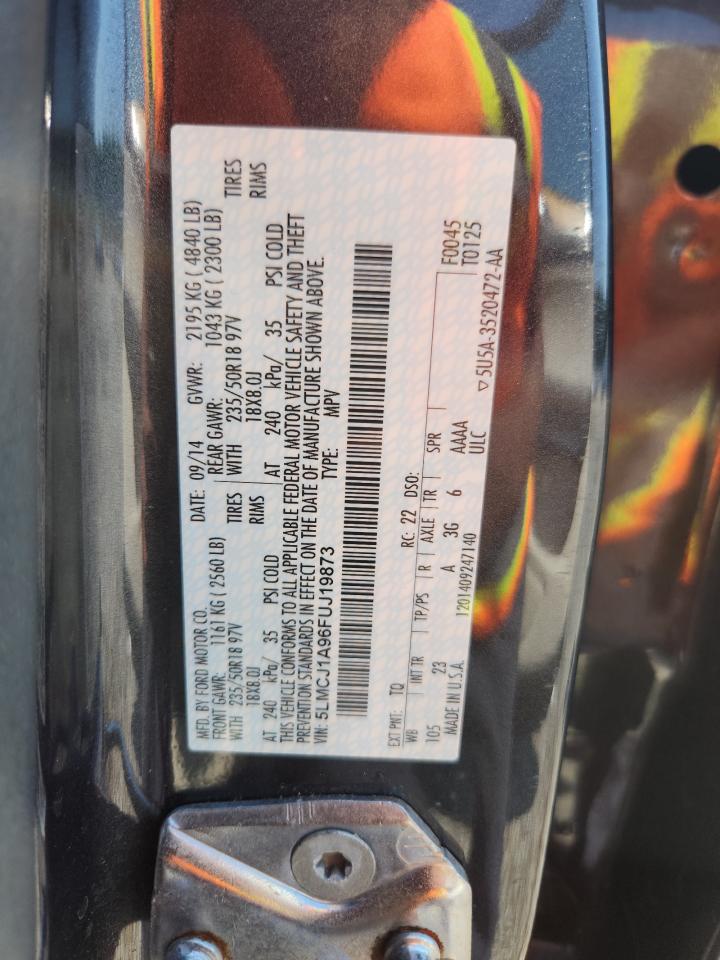 MFD. BY FORD MOTOR CO. DATE: 09/14 GVWR: 2195 KG ( 4840 LB)
FRONT GAWR: 1161 KG ( 2560 LB) REAR GAWR: 1043 KG ( 2300 LB)
WITH 235/50R18 97V TIRES WITH 235/50R18 97V TIRES
18X8.0J RIMS 18X8.0J RIMS
AT 240 kPa/ 35 PSI COLD AT 240 kPa/ 35 PSI COLD
THIS VEHICLE CONFORMS TO ALL APPLICABLE FEDERAL MOTOR VEHICLE SAFETY AND THEFT
PREVENTION STANDARDS IN EFFECT ON THE DATE OF MANUFACTURE SHOWN ABOVE.
VIN: 5LMCJ1A96FUJ19873 TYPE: MPV
EXT PNT: TQ RC: 22 DSO: F0045
WB INT TR TP/PS R AXLE TR SPR T0125
105 23 A 3G 6 AAAA
MADE IN U.S.A. 1201409247140 ULC
▽5U5A-3520472-AA